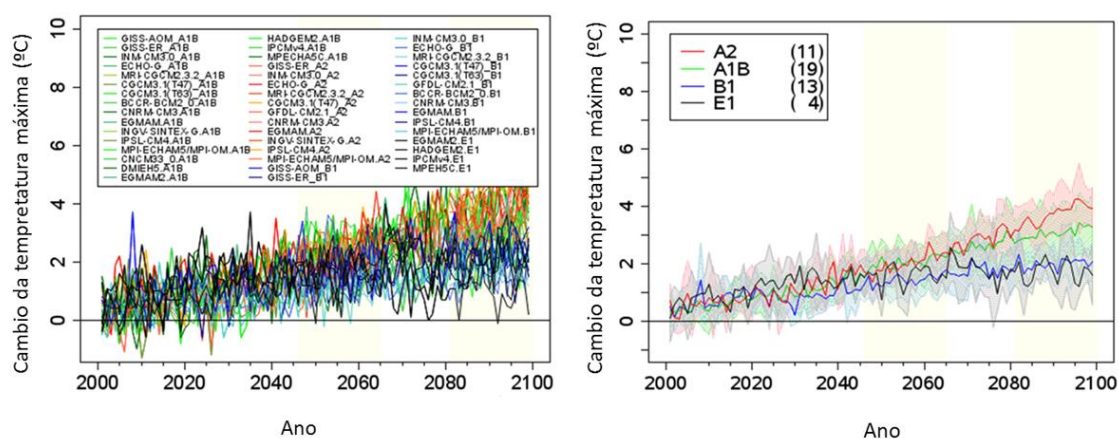 Cambio da tempretatura máxima (ºC)
10
8
6
4
2
0
GISS-AOM_A1B
GISS-ER_A1B
INM-CM3.0_A1B
ECHO-G_A1B
MRI-CGCM2.3.2_A1B
CGCM3.1(T47)_A1B
CGCM3.1(T63)_A1B
BCCR-BCM2_0.A1B
CNRM-CM3.A1B
EGMAM.A1B
INGV-SINTEX-G.A1B
IPSL-CM4.A1B
MPI-ECHAM5/MPI-OM.A1B
CNCM33_0.A1B
DMIEH5.A1B
EGMAM2.A1B
HADGEM2.A1B
IPCMv4.A1B
MPECHA5C.A1B
GISS-ER_A2
INM-CM3.0_A2
ECHO-G_A2
MRI-CGCM2.3.2_A2
CGCM3.1(T47)_A2
GFDL-CM2.1_A2
CNRM-CM3.A2
EGMAM.A2
INGV-SINTEX-G.A2
IPSL-CM4.A2
MPI-ECHAM5/MPI-OM.A2
GISS-AOM_B1
GISS-ER_B1
INM-CM3.0_B1
ECHO-G_B1
MRI-CGCM2.3.2_B1
CGCM3.1(T47)_B1
CGCM3.1(T63)_B1
GFDL-CM2.1_B1
BCCR-BCM2_0.B1
CNRM-CM3.B1
EGMAM.B1
IPSL-CM4.B1
MPI-ECHAM5/MPI-OM.B1
EGMAM2.E1
HADGEM2.E1
IPCMv4.E1
MPEH5C.E1
2000 2020 2040 2060 2080 2100
Ano
Cambio da tempretatura máxima (ºC)
10
8
6
4
2
0
A2 (11)
A1B (19)
B1 (13)
E1 ( 4)
2000 2020 2040 2060 2080 2100
Ano